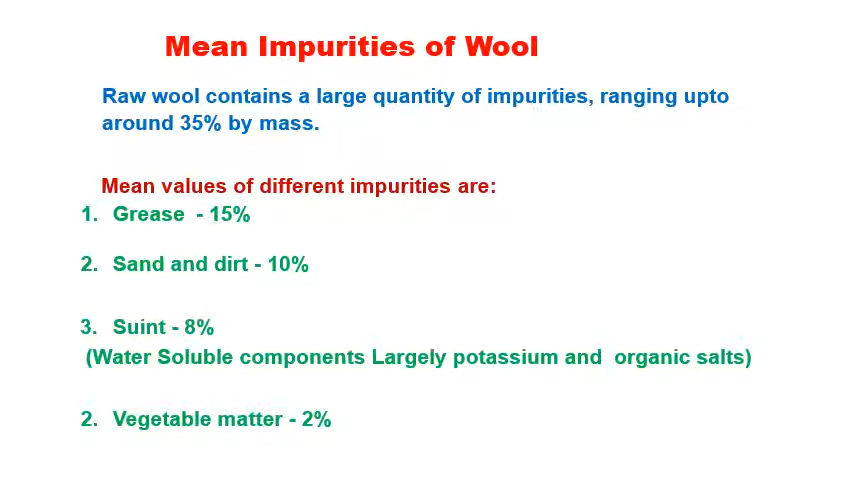 Mean Impurities of Wool
Raw wool contains a large quantity of impurities, ranging upto
around 35% by mass.
Mean values of different impurities are:
1. Grease - 15%
2. Sand and dirt - 10%
3. Suint - 8%
(Water Soluble components Largely potassium and organic salts)
2. Vegetable matter - 2%